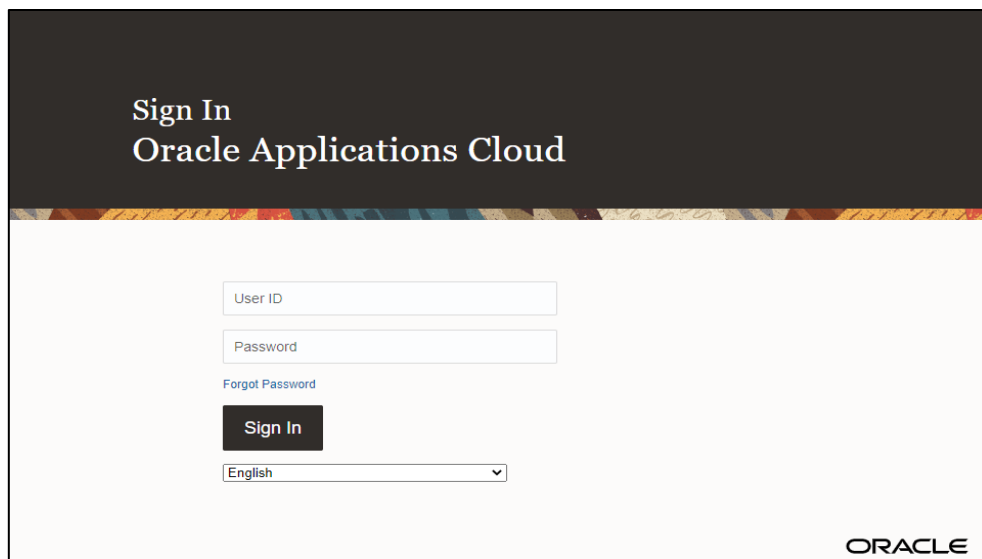 Sign In
Oracle Applications Cloud
User ID
Password
Forgot Password
Sign In
English
ORACLE